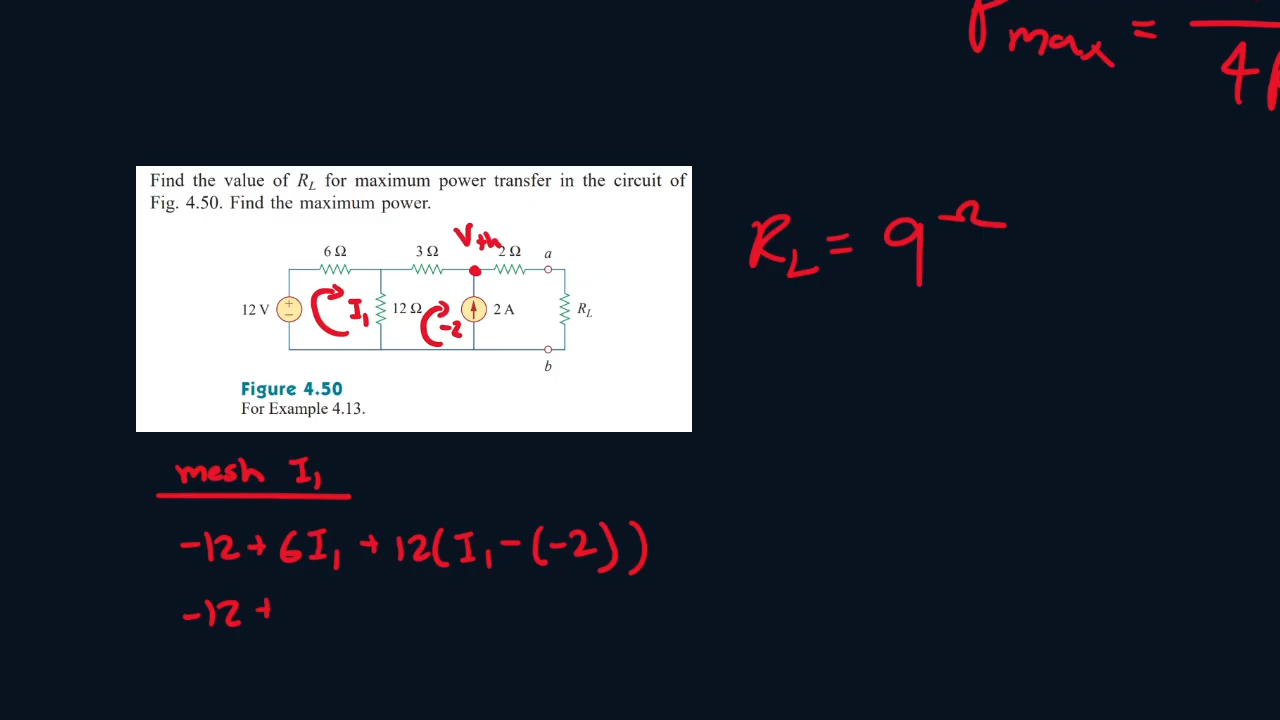 Pmax =
4
Find the value of RL for maximum power transfer in the circuit of
Fig. 4.50. Find the maximum power.
Vth
6 Ω 3 Ω 2 Ω a
12 V + − I1 12 Ω -2 2 A RL
b
Figure 4.50
For Example 4.13.
RL = 9 Ω
mesh I1
-12 + 6I1 + 12(I1 - (-2))
-12 +